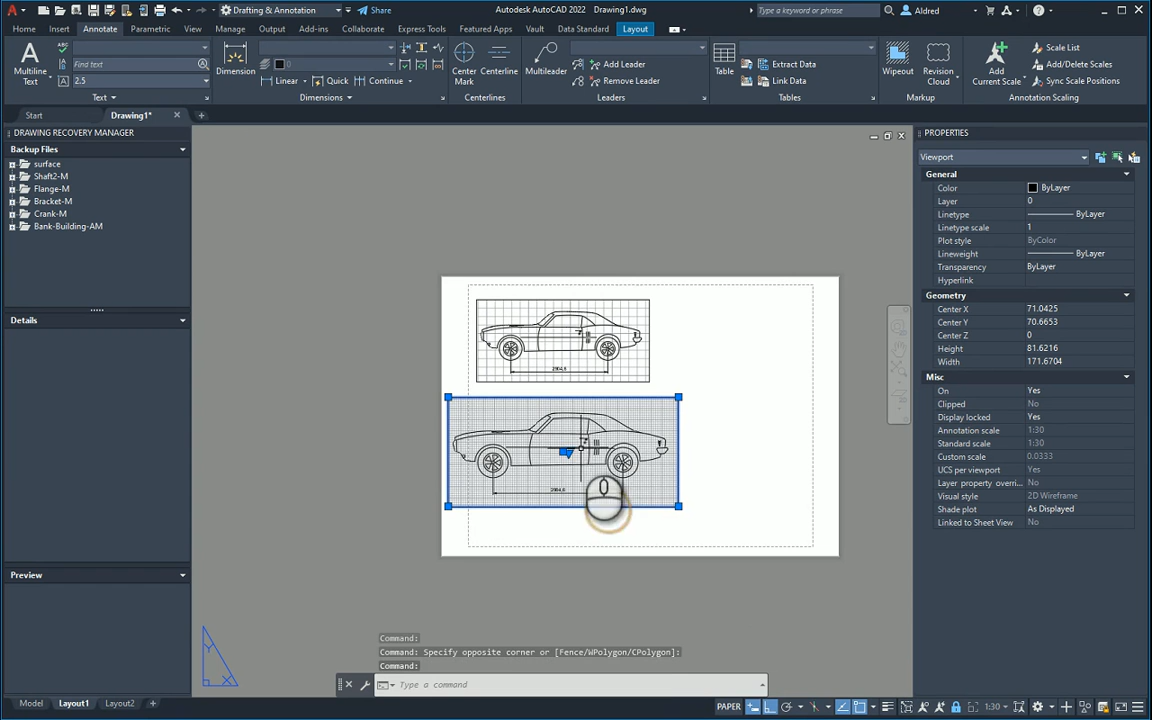 Drafting & Annotation Share Autodesk AutoCAD 2022 Drawing1.dwg Type a keyword or phrase Aldred
Home Insert Annotate Parametric View Manage Output Add-ins Collaborate Express Tools Featured Apps Vault Data Standard Layout
Multiline Text
Find text
2.5
Text
Dimension
0
Linear Quick Continue
Dimensions
Center Mark
Centerline
Centerlines
Multileader
Add Leader
Remove Leader
Leaders
Table
Extract Data
Link Data
Tables
Wipeout
Revision Cloud
Markup
Add Current Scale
Scale List
Add/Delete Scales
Sync Scale Positions
Annotation Scaling
Start Drawing1*
DRAWING RECOVERY MANAGER
Backup Files
surface
Shaft2-M
Flange-M
Bracket-M
Crank-M
Bank-Building-AM
Details
Preview
2904,6
2904,6
Y
X
PROPERTIES
Viewport
General
Color ByLayer
Layer 0
Linetype ByLayer
Linetype scale 1
Plot style ByColor
Lineweight ByLayer
Transparency ByLayer
Hyperlink
Geometry
Center X 71.0425
Center Y 70.6653
Center Z 0
Height 81.6216
Width 171.6704
Misc
On Yes
Clipped No
Display locked Yes
Annotation scale 1:30
Standard scale 1:30
Custom scale 0.0333
UCS per viewport Yes
Layer property overri... No
Visual style 2D Wireframe
Shade plot As Displayed
Linked to Sheet View No
Command:
Command: Specify opposite corner or [Fence/WPolygon/CPolygon]:
Command:
Type a command
Model Layout1 Layout2
PAPER 1:30